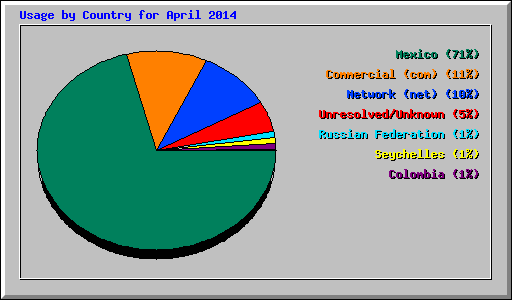 Usage by Country for April 2014
Mexico (71%)
Commercial (com) (11%)
Network (net) (10%)
Unresolved/Unknown (5%)
Russian Federation (1%)
Seychelles (1%)
Colombia (1%)